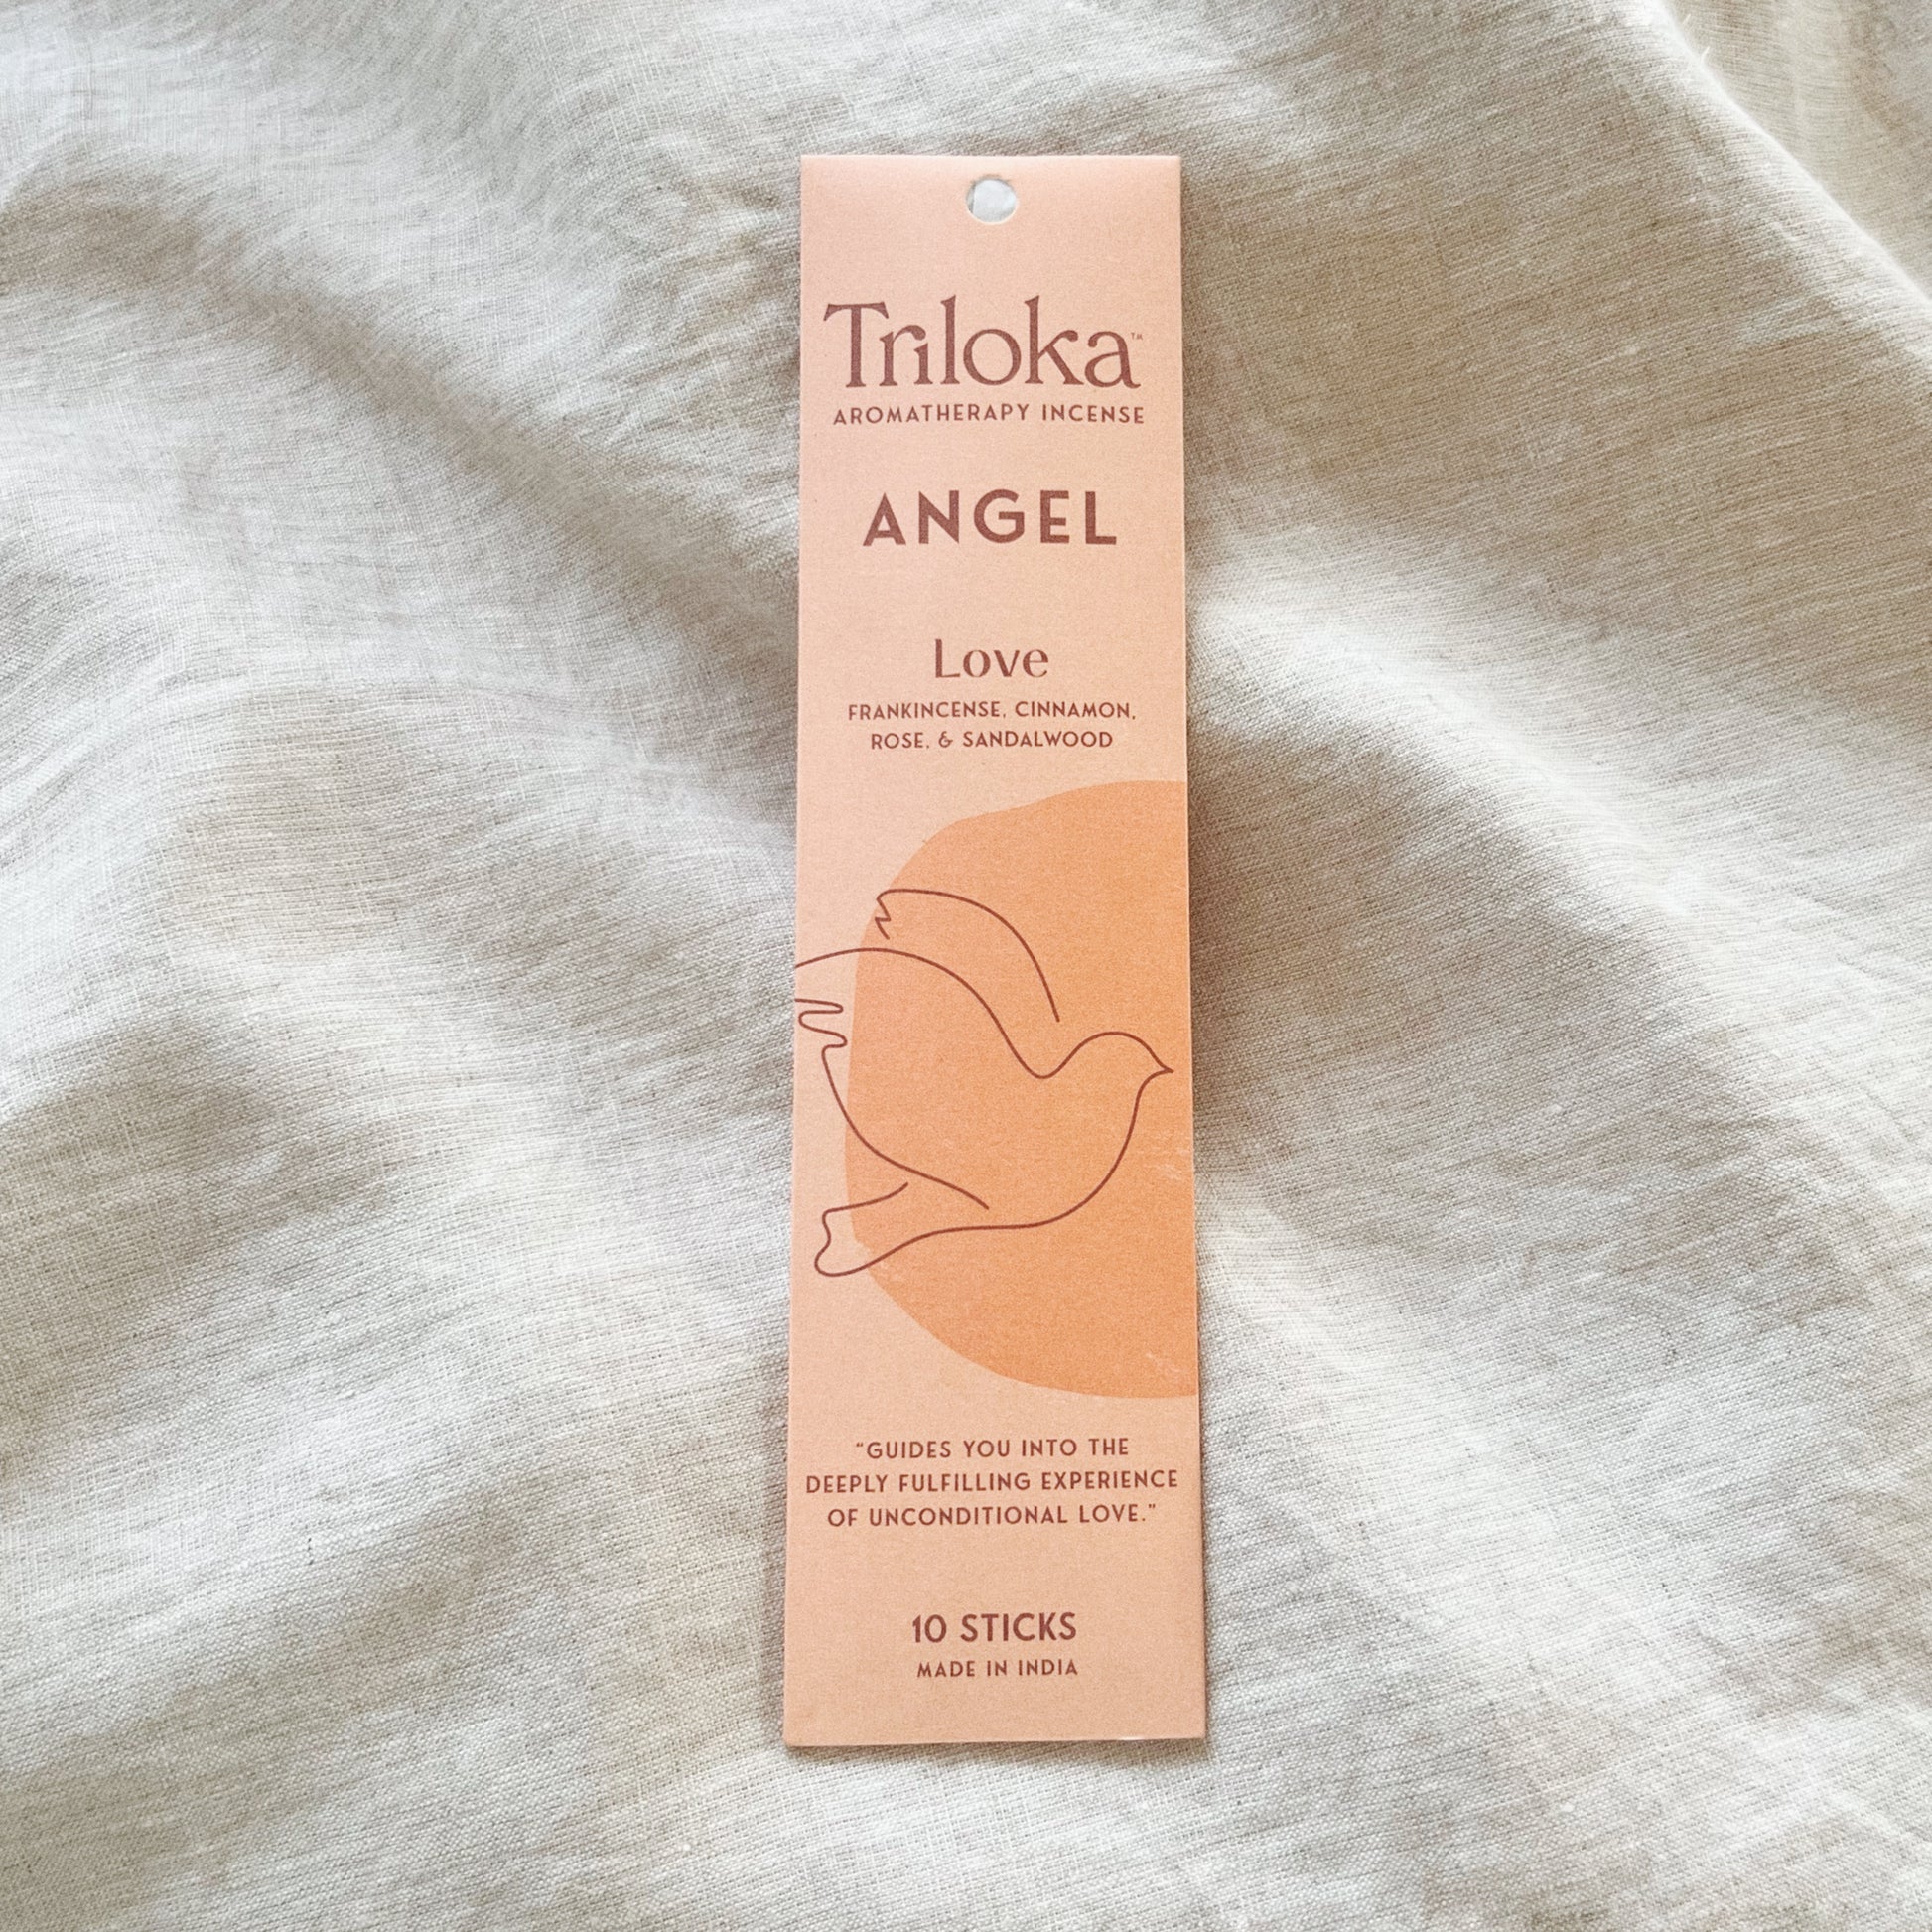 Triloka™
AROMATHERAPY INCENSE
ANGEL
Love
FRANKINCENSE, CINNAMON,
ROSE, & SANDALWOOD
“GUIDES YOU INTO THE
DEEPLY FULFILLING EXPERIENCE
OF UNCONDITIONAL LOVE.”
10 STICKS
MADE IN INDIA